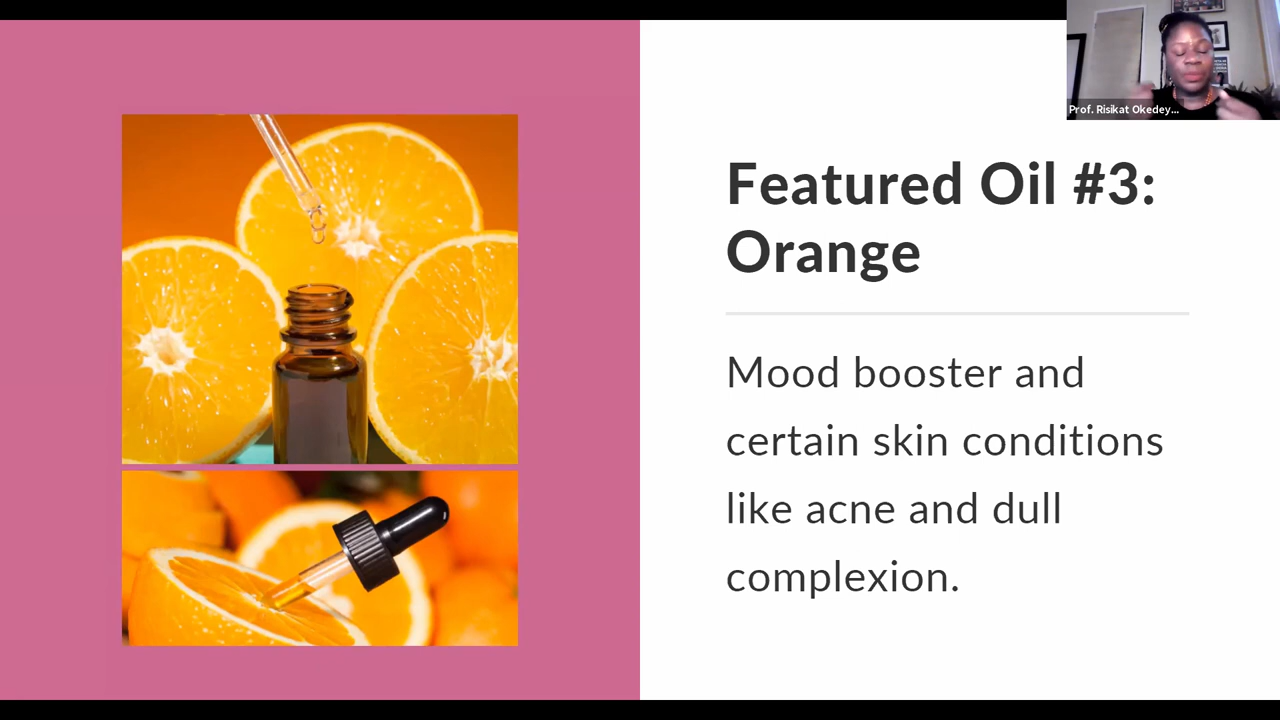 Prof. Risikat Okedey...
Featured Oil #3:
Orange
Mood booster and
certain skin conditions
like acne and dull
complexion.